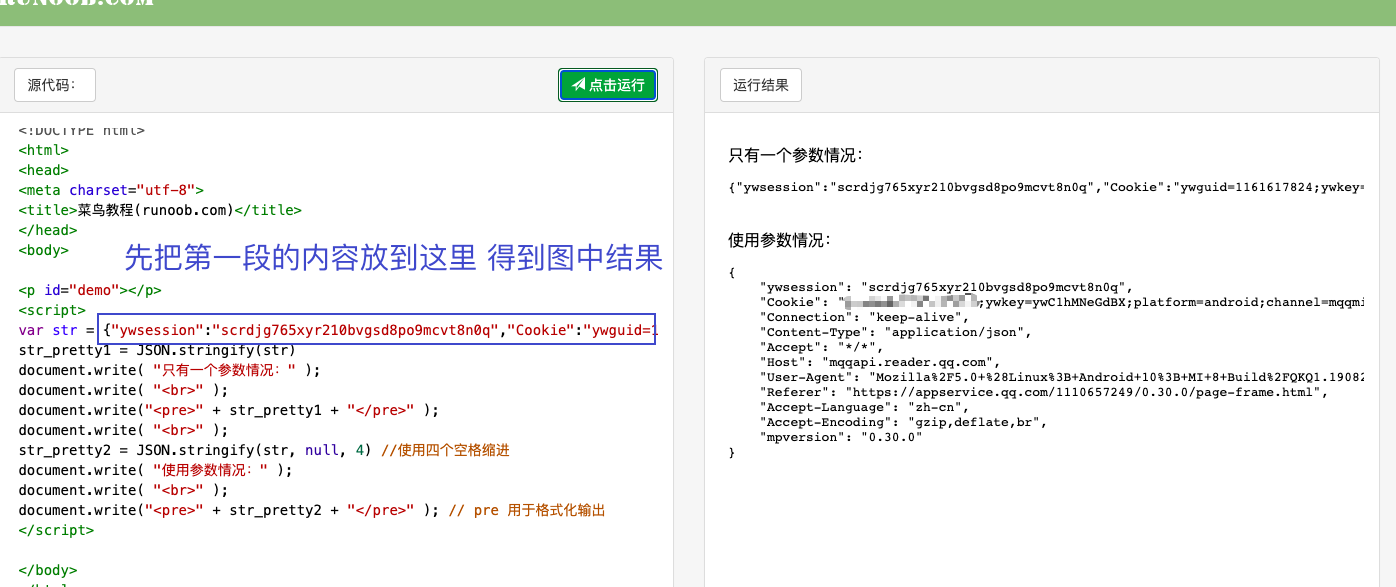 RUNOOB.COM
源代码:
点击运行
<!DOCTYPE html>
<html>
<head>
<meta charset="utf-8">
<title>菜鸟教程(runoob.com)</title>
</head>
<body>
先把第一段的内容放到这里 得到图中结果
<p id="demo"></p>
<script>
var str = {"ywsession":"scrdjg765xyr210bvgsd8po9mcvt8n0q","Cookie":"ywguid=1
str_pretty1 = JSON.stringify(str)
document.write( "只有一个参数情况:" );
document.write( "<br>" );
document.write("<pre>" + str_pretty1 + "</pre>" );
document.write( "<br>" );
str_pretty2 = JSON.stringify(str, null, 4) //使用四个空格缩进
document.write( "使用参数情况:" );
document.write( "<br>" );
document.write("<pre>" + str_pretty2 + "</pre>" ); // pre 用于格式化输出
</script>
</body>
运行结果
只有一个参数情况:
{"ywsession":"scrdjg765xyr210bvgsd8po9mcvt8n0q","Cookie":"ywguid=1161617824;ywkey=
使用参数情况:
{
"ywsession": "scrdjg765xyr210bvgsd8po9mcvt8n0q",
"Cookie": ";ywkey=ywC1hMNeGdBX;platform=android;channel=mqqmi
"Connection": "keep-alive",
"Content-Type": "application/json",
"Accept": "*/*",
"Host": "mqqapi.reader.qq.com",
"User-Agent": "Mozilla%2F5.0+%28Linux%3B+Android+10%3B+MI+8+Build%2FQKQ1.19082
"Referer": "https://appservice.qq.com/1110657249/0.30.0/page-frame.html",
"Accept-Language": "zh-cn",
"Accept-Encoding": "gzip,deflate,br",
"mpversion": "0.30.0"
}